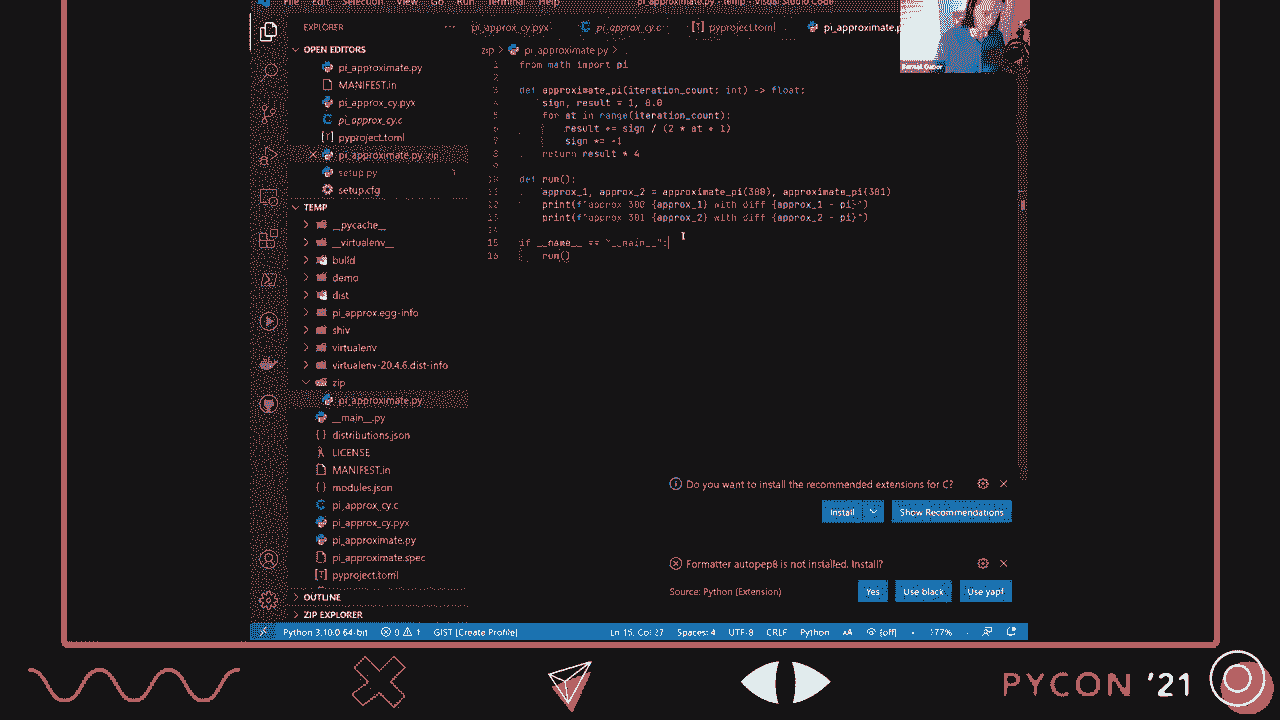 File Edit Selection View Go Run Terminal Help
pi_approximate.py - Temp - Visual Studio Code
EXPLORER
pi_approx_cy.pyx
pi_approx_cy.c
pyproject.toml
pi_approximate.p
OPEN EDITORS
pi_approximate.py
MANIFEST.in
pi_approx_cy.pyx
pi_approx_cy.c
pyproject.toml
pi_approximate.py zip
setup.py
1
setup.cfg
TEMP
__pycache__
__virtualenv__
build
demo
dist
pi_approx.egg-info
shiv
virtualenv
virtualenv-20.4.6.dist-info
zip
pi_approximate.py
__main__.py
distributions.json
LICENSE
MANIFEST.in
modules.json
pi_approx_cy.c
pi_approx_cy.pyx
pi_approximate.py
pi_approximate.spec
pyproject.toml
OUTLINE
ZIP EXPLORER
zip > pi_approximate.py >
1 from math import pi
2
3 def approximate_pi(iteration_count: int) -> float:
4 sign, result = 1, 0.0
5 for at in range(iteration_count):
6 result += sign / (2 * at + 1)
7 sign *= -1
8 return result * 4
9
10 def run():
11 approx_1, approx_2 = approximate_pi(300), approximate_pi(301)
12 print(f"approx 300 {approx_1} with diff {approx_1 - pi}")
13 print(f"approx 301 {approx_2} with diff {approx_2 - pi}")
14
15 if __name__ == "__main__":
16 run()
Do you want to install the recommended extensions for C?
Install
Show Recommendations
Formatter autopep8 is not installed. Install?
Source: Python (Extension)
Yes
Use black
Use yapf
Python 3.10.0 64-bit
0
1
GIST [Create Profile]
Ln 15, Col 27
Spaces: 4
UTF-8
CRLF
Python
[off]
177%
PYCON '21